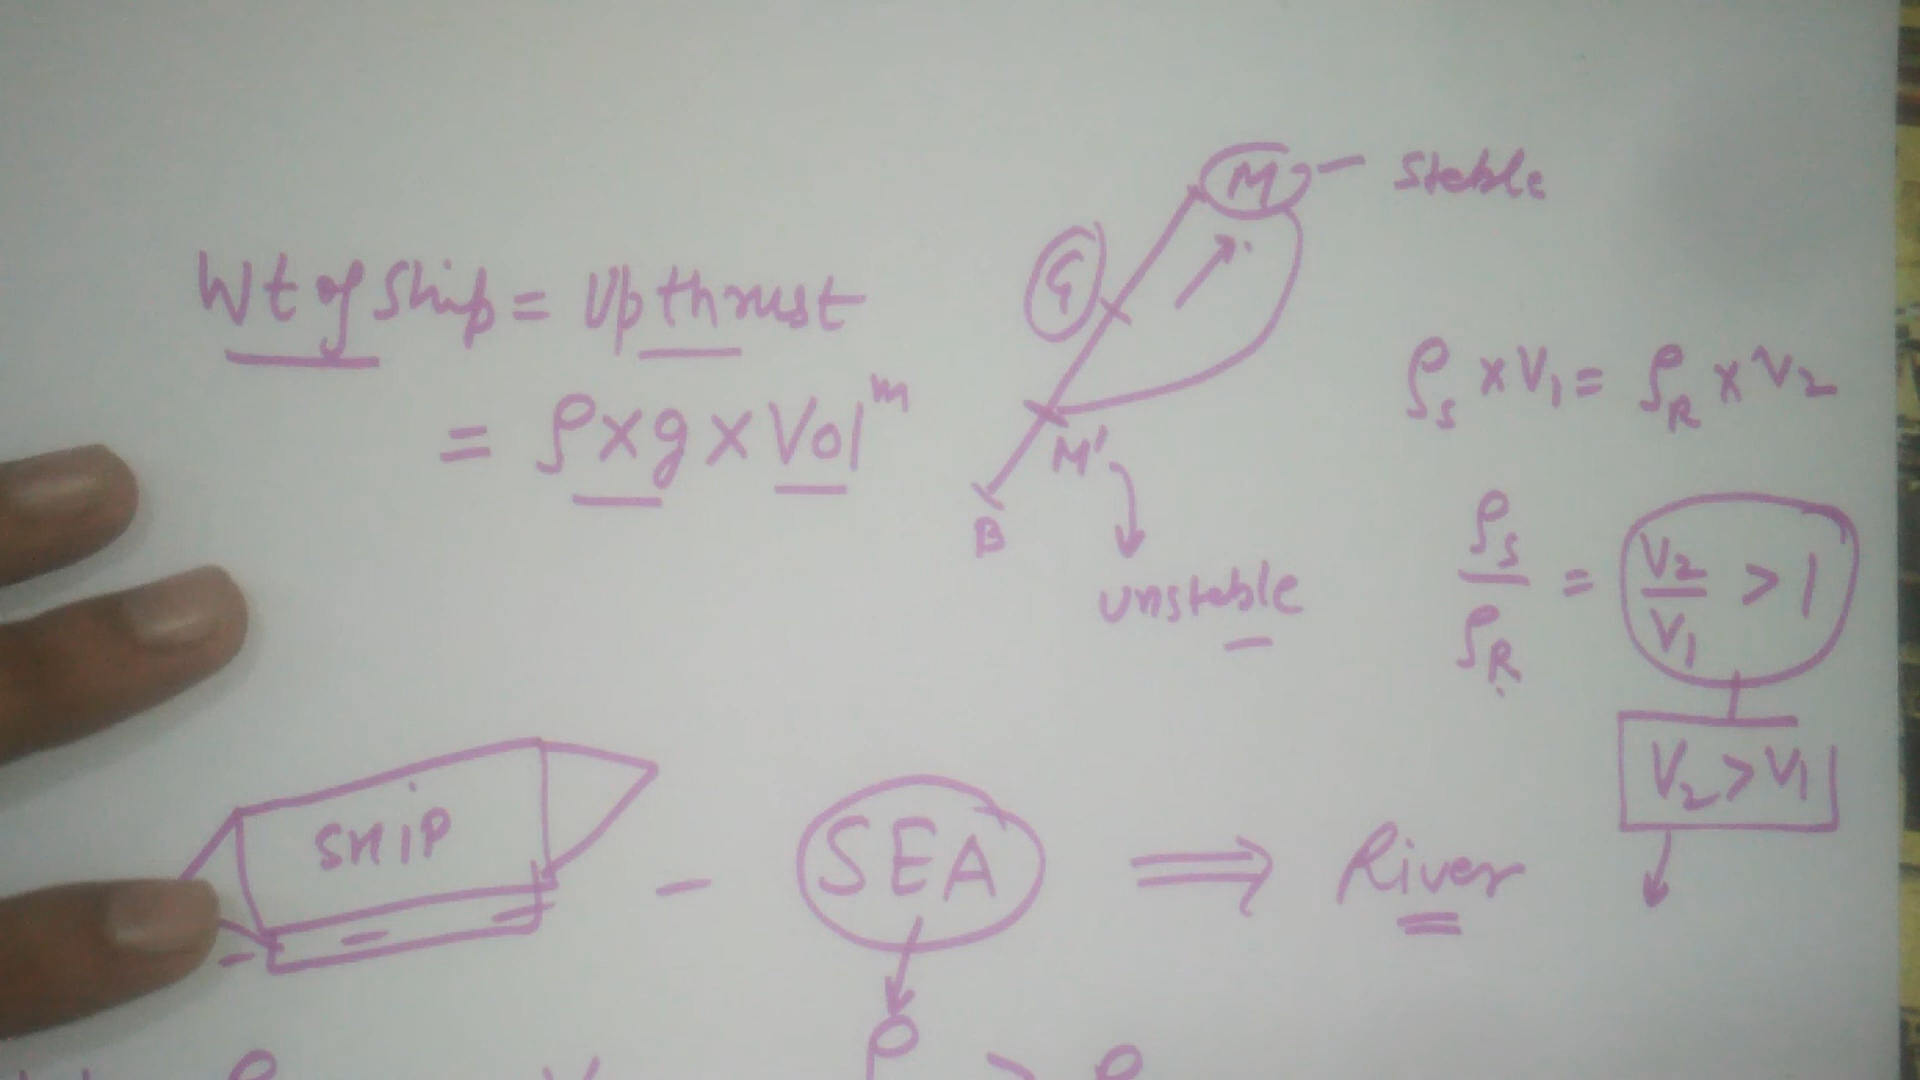 Wt of Ship = Upthrust
= ρ x g x Volᵐ
M - Stable
G
M'
B
unstable
ρS x V1 = ρR x V2
ρS/ρR = V2/V1 > 1
V2 > V1
SHIP - SEA ⇒ River
ρ > ρ